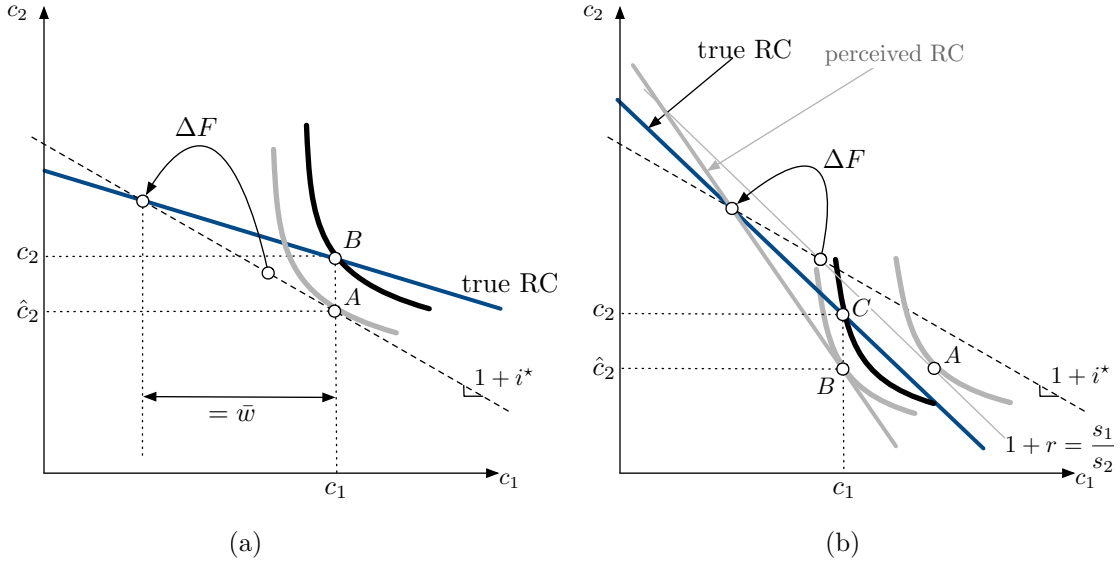 c₂
ΔF
B
c₂
true RC
A
ĉ₂
1 + i⋆
= w̄
c₁
c₁
(a)
c₂
true RC
perceived RC
ΔF
c₂
C
A
ĉ₂
B
1 + i⋆
1 + r = s₁/s₂
c₁
c₁
(b)